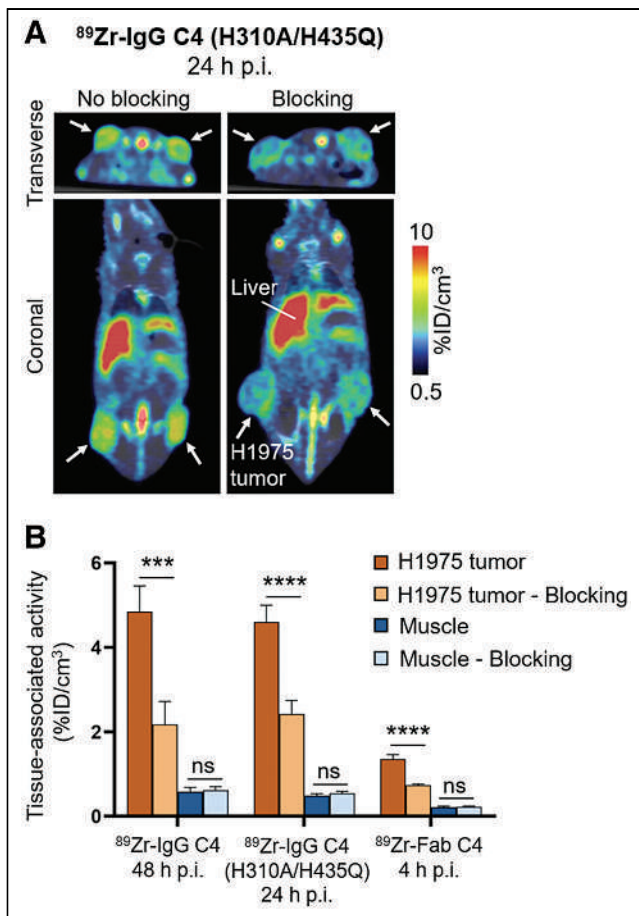 A
⁸⁹Zr-IgG C4 (H310A/H435Q)
24 h p.i.
No blocking
Blocking
Transverse
Coronal
Liver
H1975
tumor
10
%ID/cm³
0.5
B
Tissue-associated activity
(%ID/cm³)
6
4
2
0
***
ns
****
ns
****
ns
H1975 tumor
H1975 tumor - Blocking
Muscle
Muscle - Blocking
⁸⁹Zr-IgG C4
48 h p.i.
⁸⁹Zr-IgG C4
(H310A/H435Q)
24 h p.i.
⁸⁹Zr-Fab C4
4 h p.i.